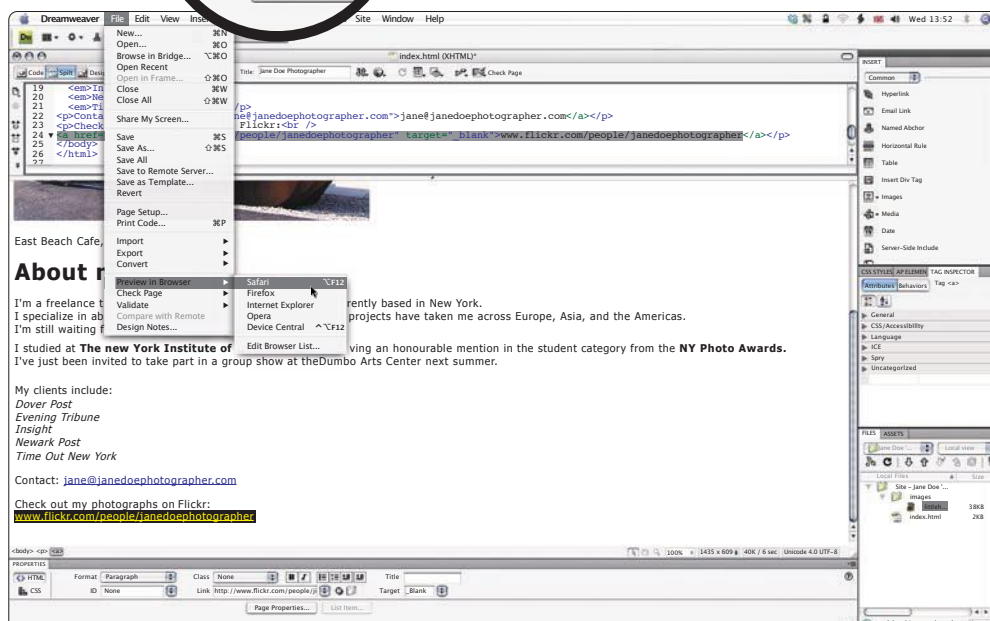 Dreamweaver File Edit View Site Window Help Wed 13:52
New... ⌘N
Open... ⌘O
Browse in Bridge... ⌥⌘O
Open Recent
Open in Frame... ⇧⌘O
Close ⌘W
Close All ⇧⌘W
Share My Screen...
Save ⌘S
Save As... ⇧⌘S
Save All
Save to Remote Server...
Save as Template...
Revert
Page Setup...
Print Code... ⌘P
Import
Export
Convert
Preview in Browser
Check Page
Validate
Compare with Remote
Design Notes...
Safari ⌥F12
Firefox
Internet Explorer
Opera
Device Central ^⌥F12
Edit Browser List...
index.html (XHTML)*
Code Split Title: Jane Doe Photographer Check Page
19 <em>In
20 <em>Ne
21 <em>Ti /p>
22 <p>Conta ne@janedoephotographer.com">jane@janedoephotographer.com</a></p>
23 <p>Check Flickr:<br />
24 <a href= /people/janedoephotographer" target="_blank">www.flickr.com/people/janedoephotographer</a></p>
25 </body>
26 </html>
27
East Beach Cafe,
About
I'm a freelance rently based in New York.
I specialize in ab projects have taken me across Europe, Asia, and the Americas.
I'm still waiting
I studied at The new York Institute of ving an honourable mention in the student category from the NY Photo Awards.
I've just been invited to take part in a group show at theDumbo Arts Center next summer.
My clients include:
Dover Post
Evening Tribune
Insight
Newark Post
Time Out New York
Contact: jane@janedoephotographer.com
Check out my photographs on Flickr:
www.flickr.com/people/janedoephotographer
<body> <p> <a> 100% 1435 x 609 40K / 6 sec Unicode 4.0 UTF-8
PROPERTIES
HTML Format Paragraph Class None B I Title
CSS ID None Link http://www.flickr.com/people/ Target _Blank
Page Properties... List Item...
INSERT
Common
Hyperlink
Email Link
Named Abchor
Horizontal Rule
Table
Insert Div Tag
Images
Media
Date
Server-Side Include
CSS STYLES AP ELEMEN TAG INSPECTOR
Attributes Behaviors Tag <a>
General
CSS/Accessibility
Language
ICE
Spry
Uncategorized
FILES ASSETS
Jane Doe '... Local view
Local Files Size
Site - Jane Doe '...
images
38KB
index.html 2KB